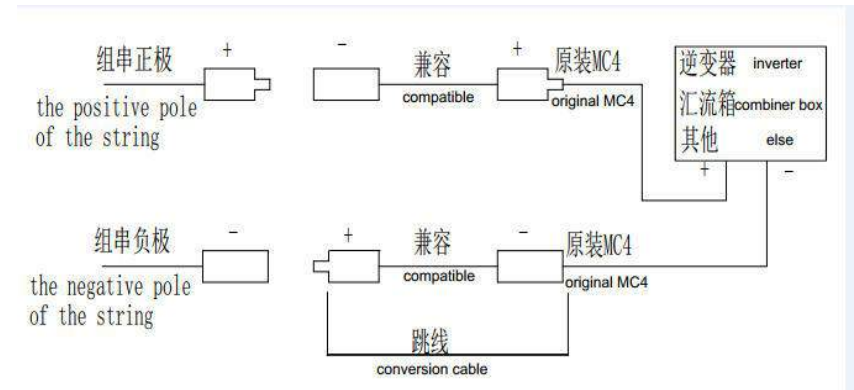 组串正极 + - 兼容 + 原装MC4
compatible original MC4
the positive pole
of the string
逆变器 inverter
汇流箱 combiner box
其他 else
+ -
组串负极 - + 兼容 - 原装MC4
compatible original MC4
the negative pole
of the string
跳线
conversion cable